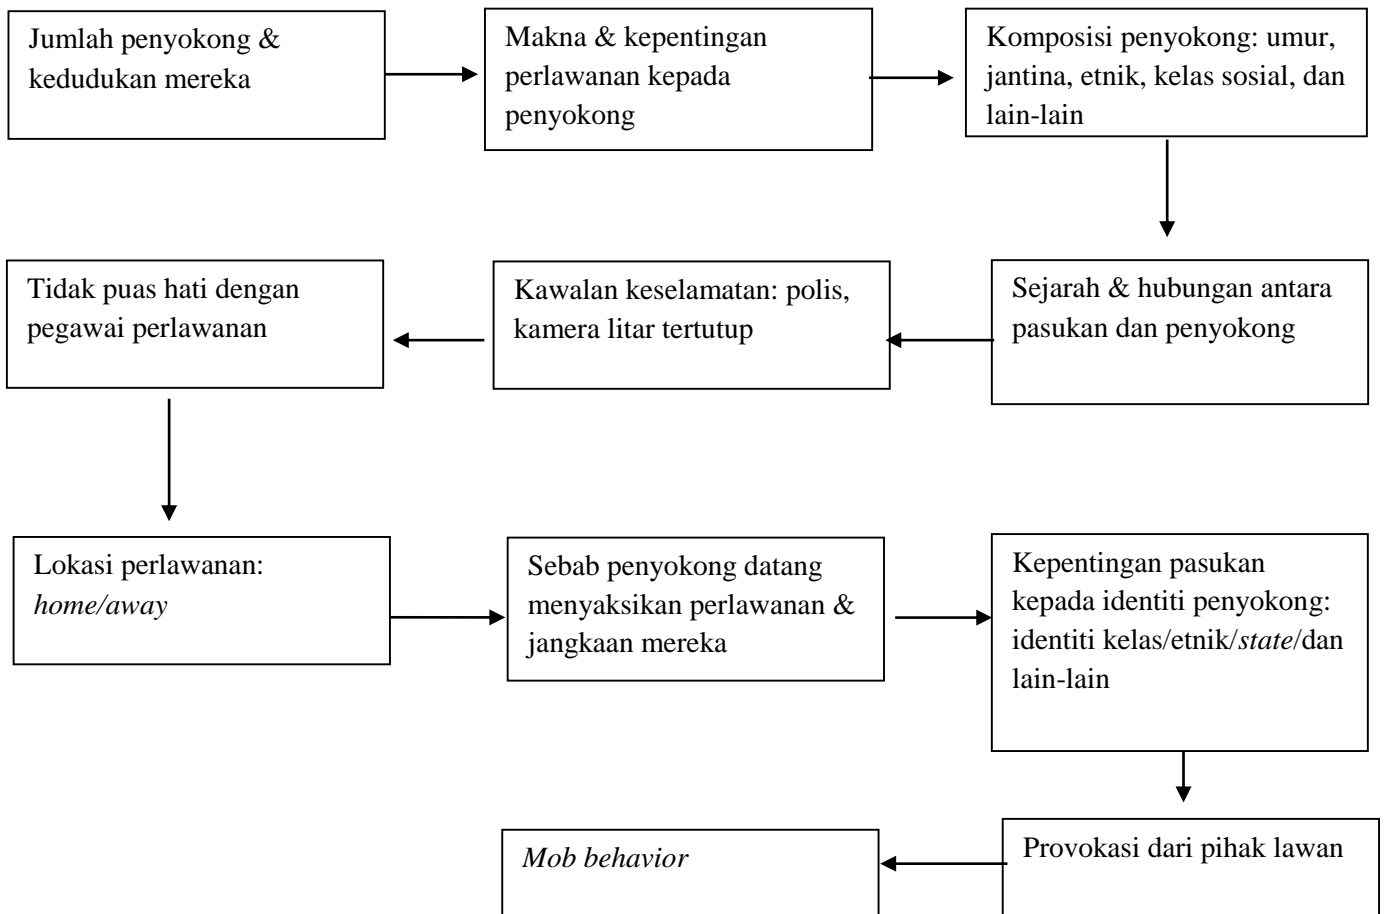 Jumlah penyokong &
kedudukan mereka
Makna & kepentingan
perlawanan kepada
penyokong
Komposisi penyokong: umur,
jantina, etnik, kelas sosial, dan
lain-lain
Sejarah & hubungan antara
pasukan dan penyokong
Kawalan keselamatan: polis,
kamera litar tertutup
Tidak puas hati dengan
pegawai perlawanan
Lokasi perlawanan:
home/away
Sebab penyokong datang
menyaksikan perlawanan &
jangkaan mereka
Kepentingan pasukan
kepada identiti penyokong:
identiti kelas/etnik/state/dan
lain-lain
Provokasi dari pihak lawan
Mob behavior